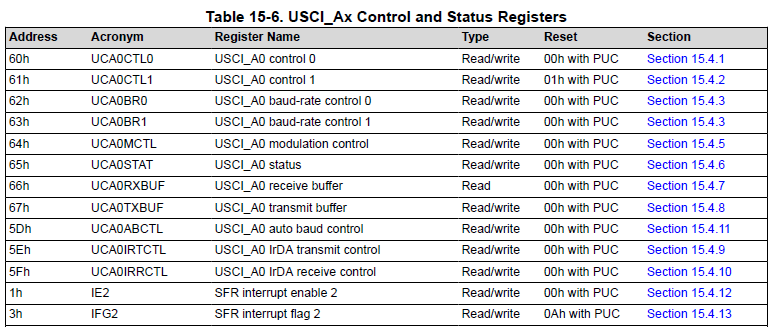 Table 15-6. USCI_Ax Control and Status Registers
Address Acronym Register Name Type Reset Section
60h UCA0CTL0 USCI_A0 control 0 Read/write 00h with PUC Section 15.4.1
61h UCA0CTL1 USCI_A0 control 1 Read/write 01h with PUC Section 15.4.2
62h UCA0BR0 USCI_A0 baud-rate control 0 Read/write 00h with PUC Section 15.4.3
63h UCA0BR1 USCI_A0 baud-rate control 1 Read/write 00h with PUC Section 15.4.3
64h UCA0MCTL USCI_A0 modulation control Read/write 00h with PUC Section 15.4.5
65h UCA0STAT USCI_A0 status Read/write 00h with PUC Section 15.4.6
66h UCA0RXBUF USCI_A0 receive buffer Read 00h with PUC Section 15.4.7
67h UCA0TXBUF USCI_A0 transmit buffer Read/write 00h with PUC Section 15.4.8
5Dh UCA0ABCTL USCI_A0 auto baud control Read/write 00h with PUC Section 15.4.11
5Eh UCA0IRTCTL USCI_A0 IrDA transmit control Read/write 00h with PUC Section 15.4.9
5Fh UCA0IRRCTL USCI_A0 IrDA receive control Read/write 00h with PUC Section 15.4.10
1h IE2 SFR interrupt enable 2 Read/write 00h with PUC Section 15.4.12
3h IFG2 SFR interrupt flag 2 Read/write 0Ah with PUC Section 15.4.13